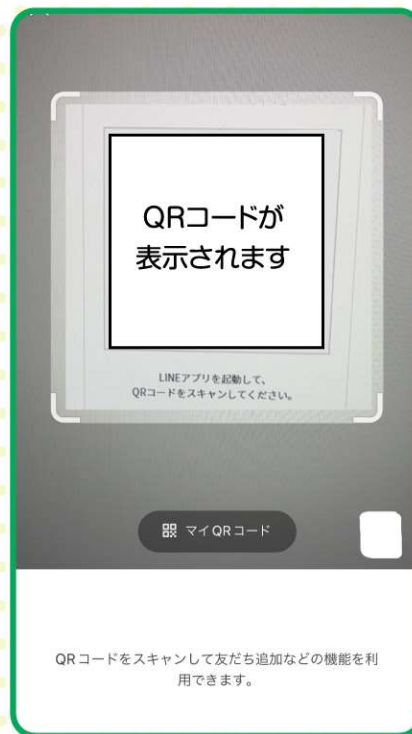 QRコードが
表示されます
LINEアプリを起動して、
QRコードをスキャンしてください。
マイQRコード
QRコードをスキャンして友だち追加などの機能を利
用できます。